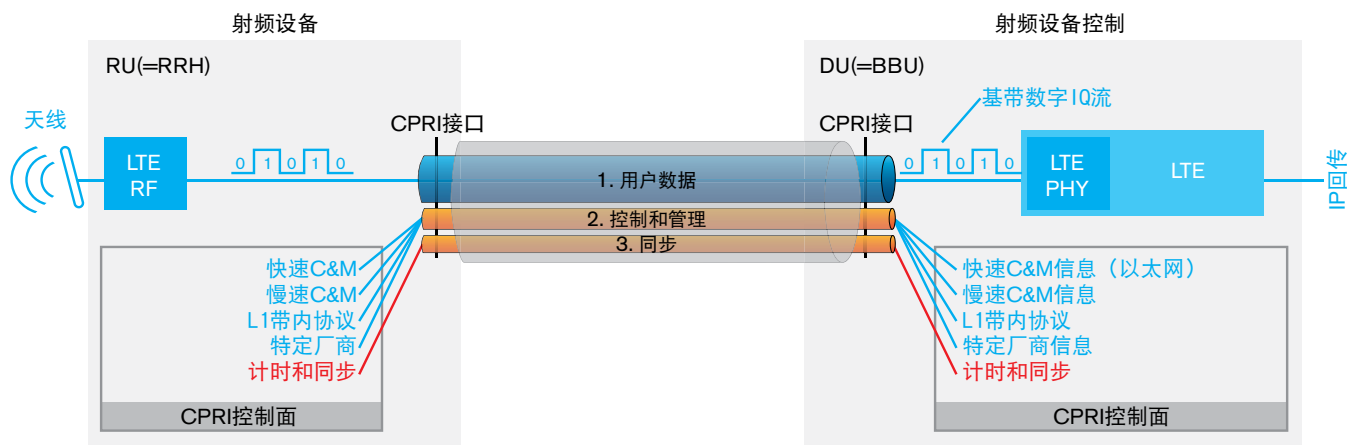 射频设备
射频设备控制
RU(=RRH)
DU(=BBU)
基带数字IQ流
天线
CPRI接口
CPRI接口
LTE
RF
0 1 0 1 0
1. 用户数据
0 1 0 1 0
LTE
PHY
LTE
IP回传
2. 控制和管理
3. 同步
快速C&M
慢速C&M
L1带内协议
特定厂商
计时和同步
CPRI控制面
快速C&M信息（以太网）
慢速C&M信息
L1带内协议
特定厂商信息
计时和同步
CPRI控制面